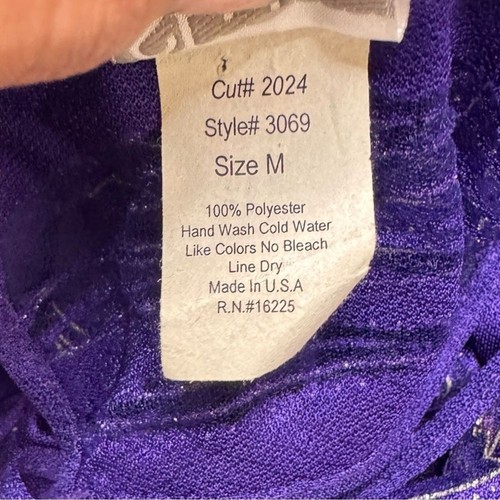 Cut# 2024
Style# 3069
Size M
100% Polyester
Hand Wash Cold Water
Like Colors No Bleach
Line Dry
Made In U.S.A
R.N.#16225